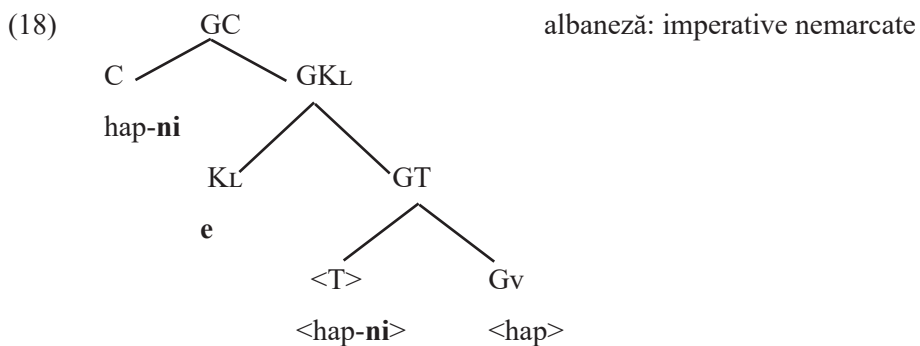 (18) GC albaneză: imperative nemarcate
C GKL
hap-ni
KL GT
e
<T> Gv
<hap-ni> <hap>